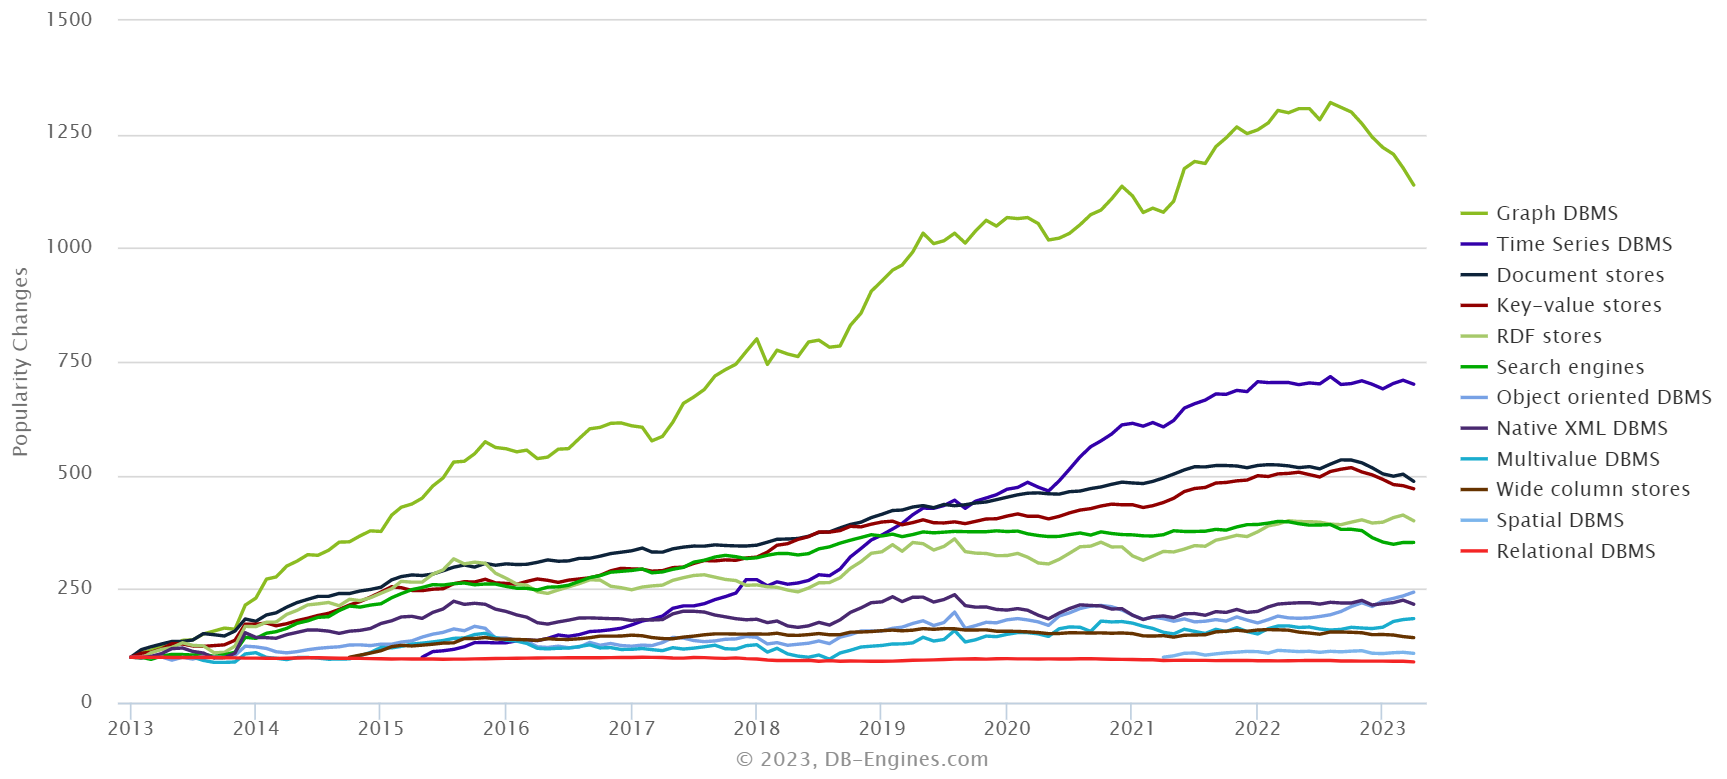 1500
1250
1000
750
500
250
0
Popularity Changes
2013 2014 2015 2016 2017 2018 2019 2020 2021 2022 2023
Graph DBMS
Time Series DBMS
Document stores
Key-value stores
RDF stores
Search engines
Object oriented DBMS
Native XML DBMS
Multivalue DBMS
Wide column stores
Spatial DBMS
Relational DBMS
© 2023, DB-Engines.com